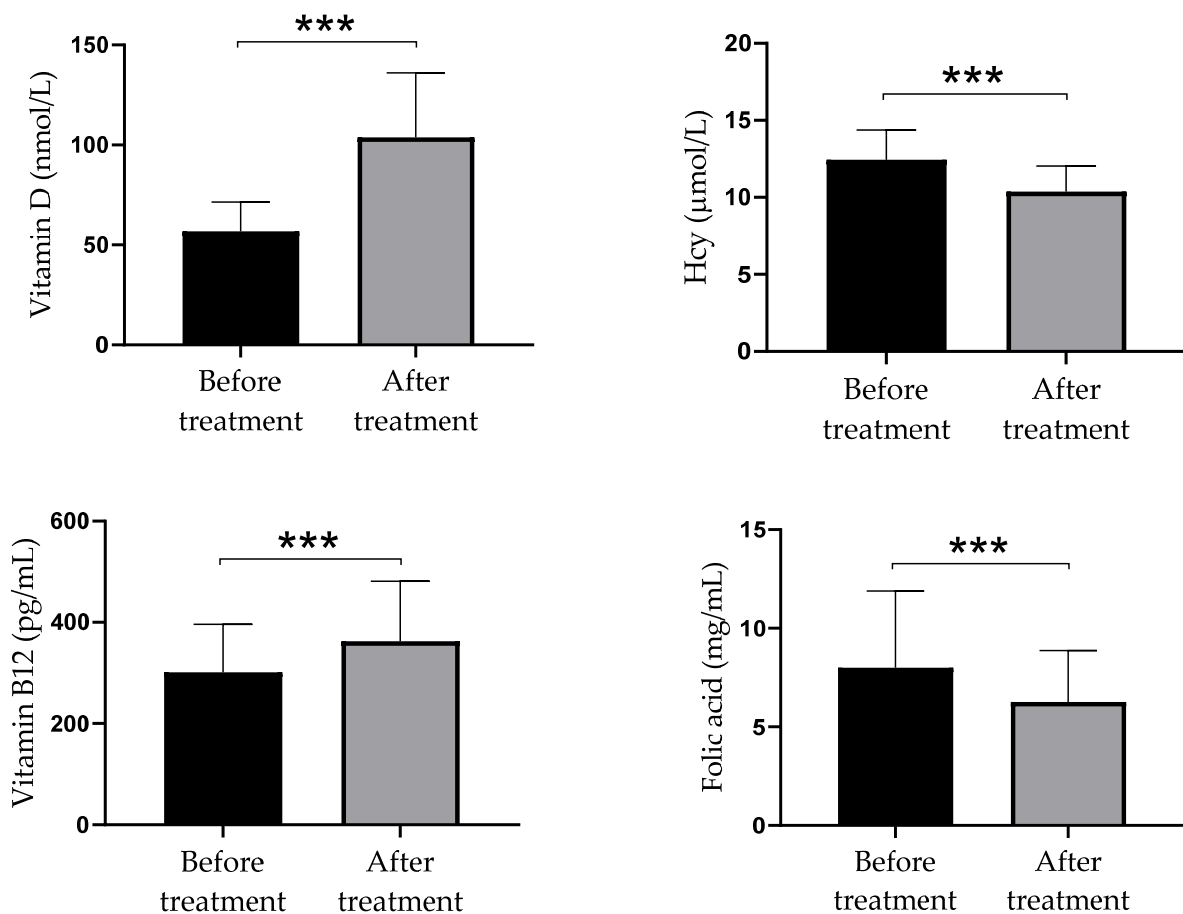 Vitamin D (nmol/L)
150
100
50
0
***
Before
treatment
After
treatment
Hcy (μmol/L)
20
15
10
5
0
***
Before
treatment
After
treatment
Vitamin B12 (pg/mL)
600
400
200
0
***
Before
treatment
After
treatment
Folic acid (mg/mL)
15
10
5
0
***
Before
treatment
After
treatment